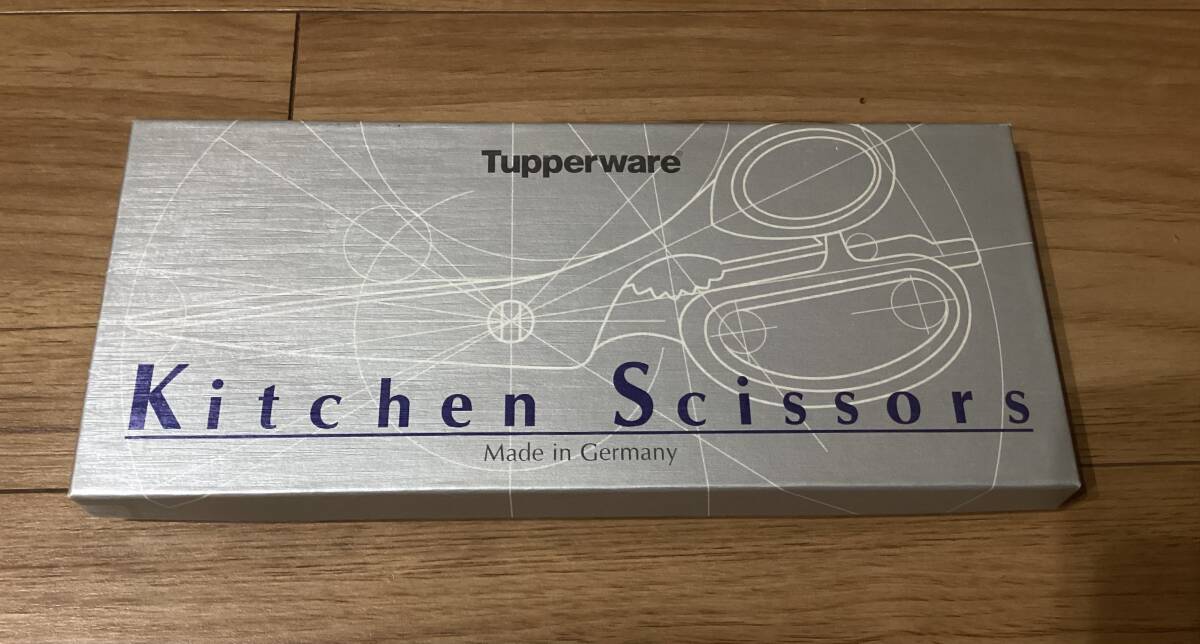 Tupperware®
Kitchen Scissors
Made in Germany